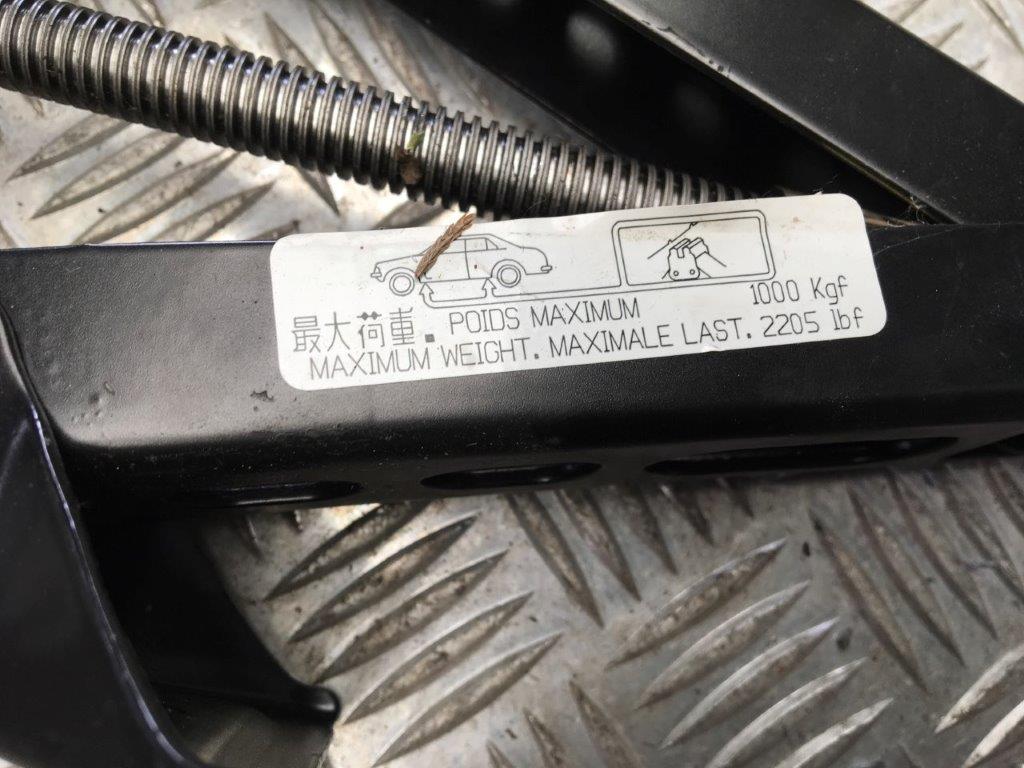 最大荷重. POIDS MAXIMUM 1000 Kgf
MAXIMUM WEIGHT. MAXIMALE LAST. 2205 lbf